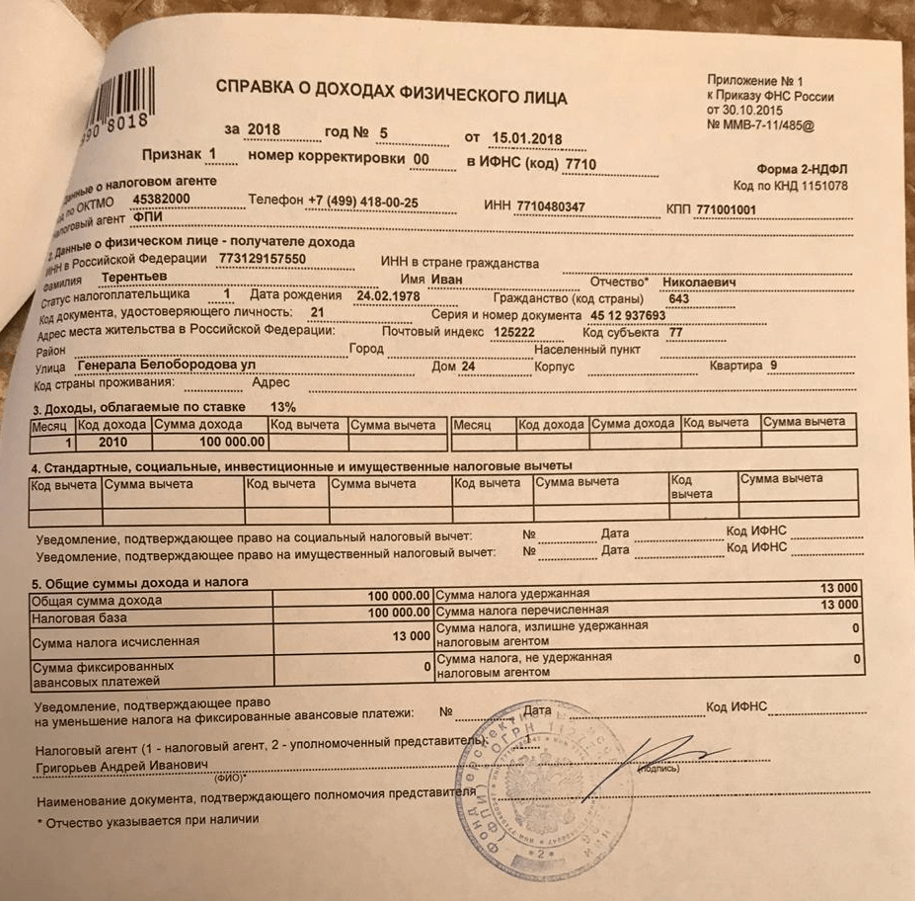 СПРАВКА О ДОХОДАХ ФИЗИЧЕСКОГО ЛИЦА
Приложение № 1
к Приказу ФНС России
от 30.10.2015
№ ММВ-7-11/485@
90 8018
за 2018 год № 5 от 15.01.2018
Признак 1 номер корректировки 00 в ИФНС (код) 7710
Форма 2-НДФЛ
Код по КНД 1151078
данные о налоговом агенте
по ОКТМО 45382000 Телефон +7 (499) 418-00-25 ИНН 7710480347 КПП 771001001
налоговый агент ФПИ
2. Данные о физическом лице - получателе дохода
ИНН в Российской Федерации 773129157550 ИНН в стране гражданства
Фамилия Терентьев Имя Иван Отчество* Николаевич
Статус налогоплательщика 1 Дата рождения 24.02.1978 Гражданство (код страны) 643
Код документа, удостоверяющего личность: 21 Серия и номер документа 45 12 937693
Адрес места жительства в Российской Федерации: Почтовый индекс 125222 Код субъекта 77
Район Город Населенный пункт
Улица Генерала Белобородова ул Дом 24 Корпус Квартира 9
Код страны проживания: Адрес
3. Доходы, облагаемые по ставке 13%
Месяц Код дохода Сумма дохода Код вычета Сумма вычета Месяц Код дохода Сумма дохода Код вычета Сумма вычета
1 2010 100 000.00
4. Стандартные, социальные, инвестиционные и имущественные налоговые вычеты
Код вычета Сумма вычета Код вычета Сумма вычета Код вычета Сумма вычета Код вычета Сумма вычета
Уведомление, подтверждающее право на социальный налоговый вычет: № Дата Код ИФНС
Уведомление, подтверждающее право на имущественный налоговый вычет: № Дата Код ИФНС
5. Общие суммы дохода и налога
Общая сумма дохода 100 000.00 Сумма налога удержанная 13 000
Налоговая база 100 000.00 Сумма налога перечисленная 13 000
Сумма налога исчисленная 13 000 Сумма налога, излишне удержанная налоговым агентом 0
Сумма фиксированных авансовых платежей 0 Сумма налога, не удержанная налоговым агентом 0
Уведомление, подтверждающее право
на уменьшение налога на фиксированные авансовые платежи: № Дата Код ИФНС
Налоговый агент (1 - налоговый агент, 2 - уполномоченный представитель): 1
Григорьев Андрей Иванович
(ФИО)* (подпись)
Наименование документа, подтверждающего полномочия представителя
* Отчество указывается при наличии
Фонд
(ФПИ)
ОГРН
*2*